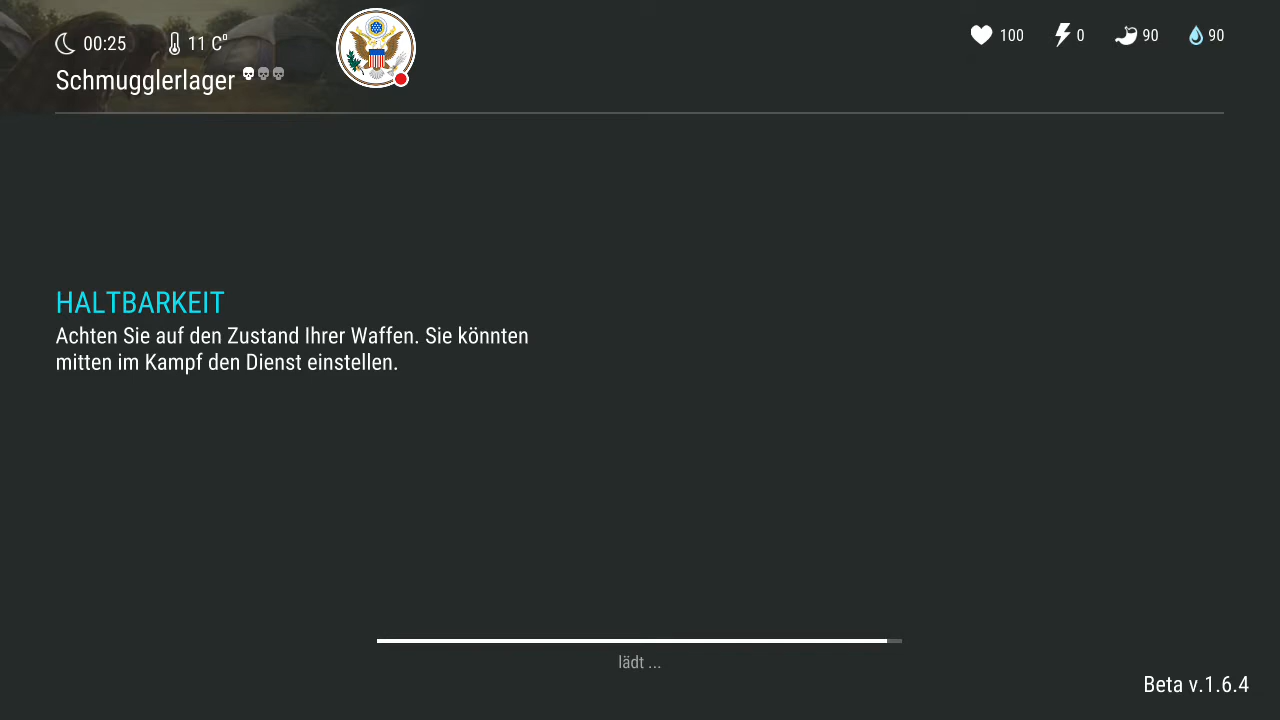 00:25
11 Cº
Schmugglerlager
100
0
90
90
HALTBARKEIT
Achten Sie auf den Zustand Ihrer Waffen. Sie könnten
mitten im Kampf den Dienst einstellen.
lädt ...
Beta v.1.6.4